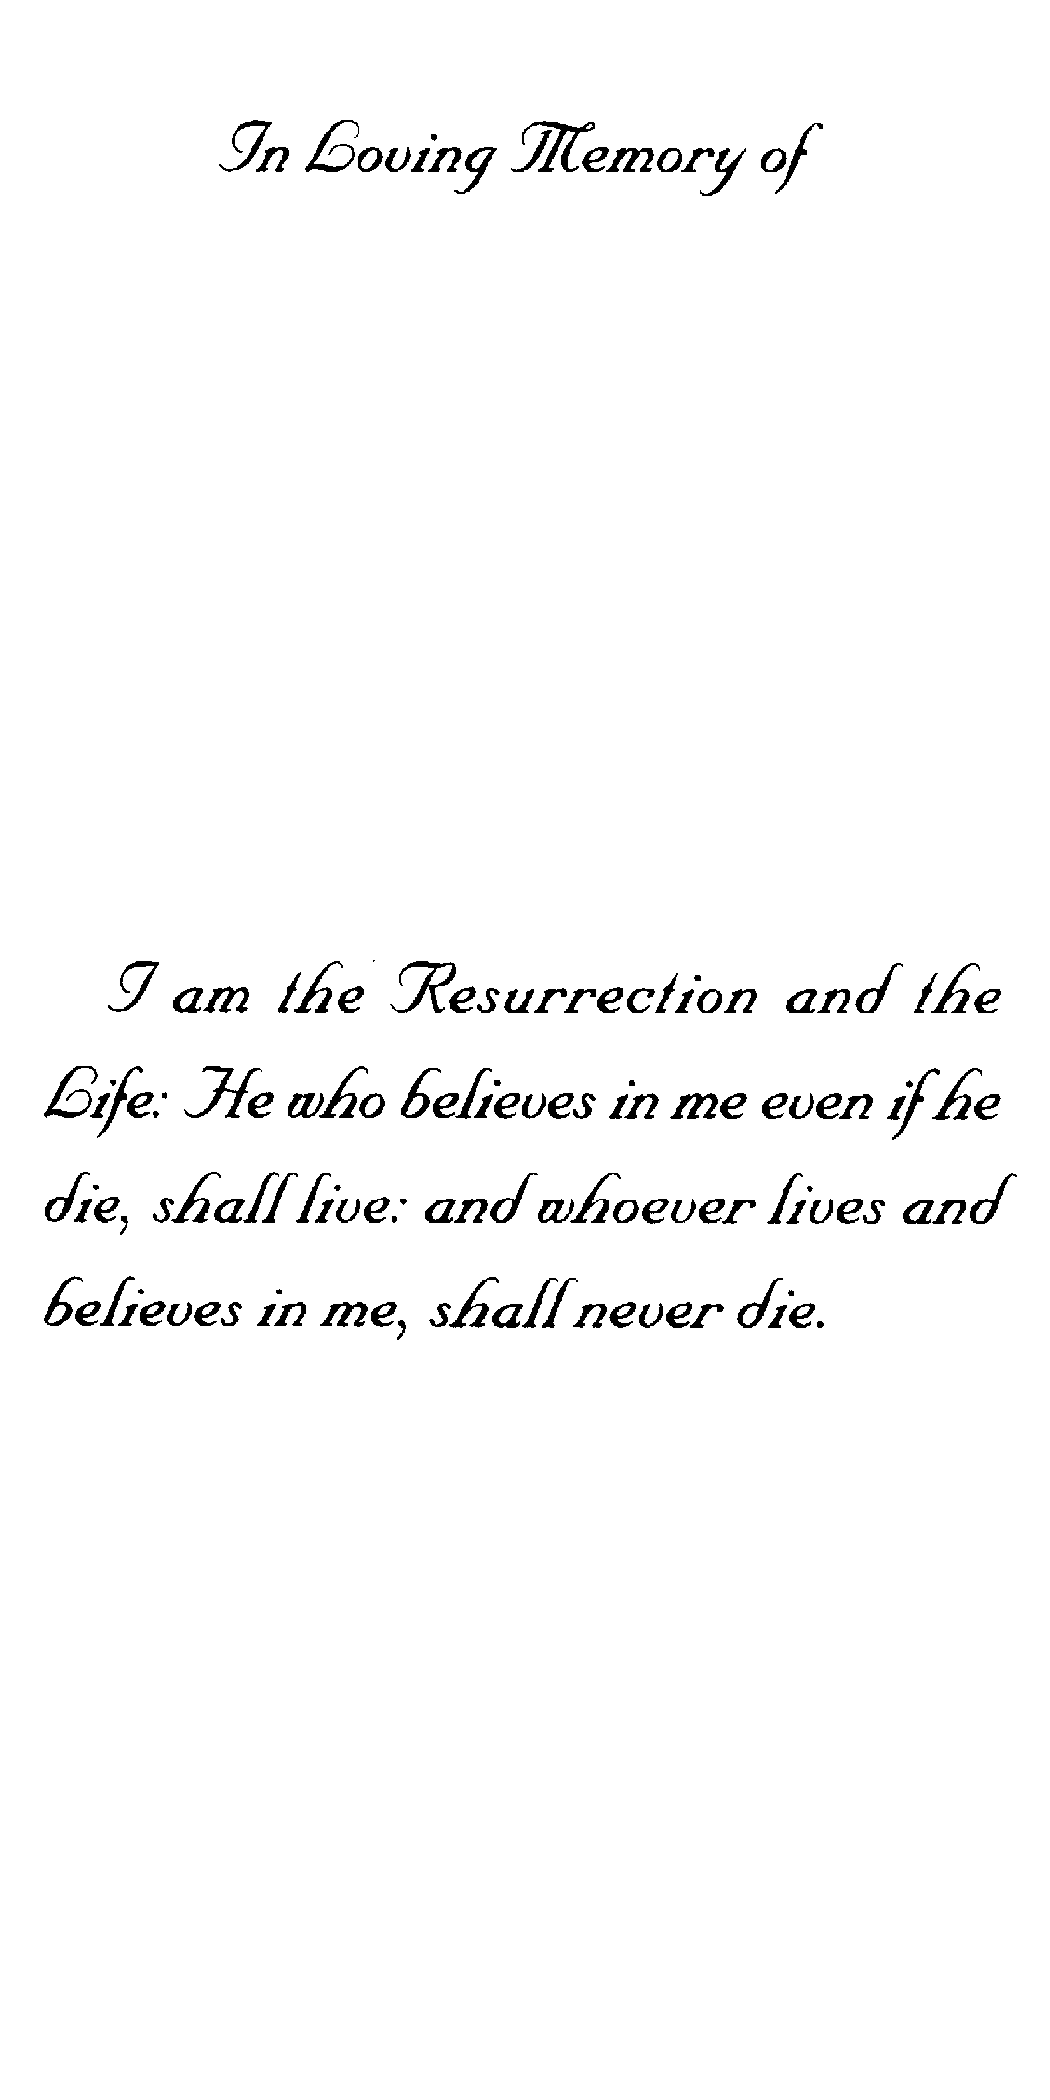 In Loving Memory of
I am the Resurrection and the
Life: He who believes in me even if he
die, shall live: and whoever lives and
believes in me, shall never die.